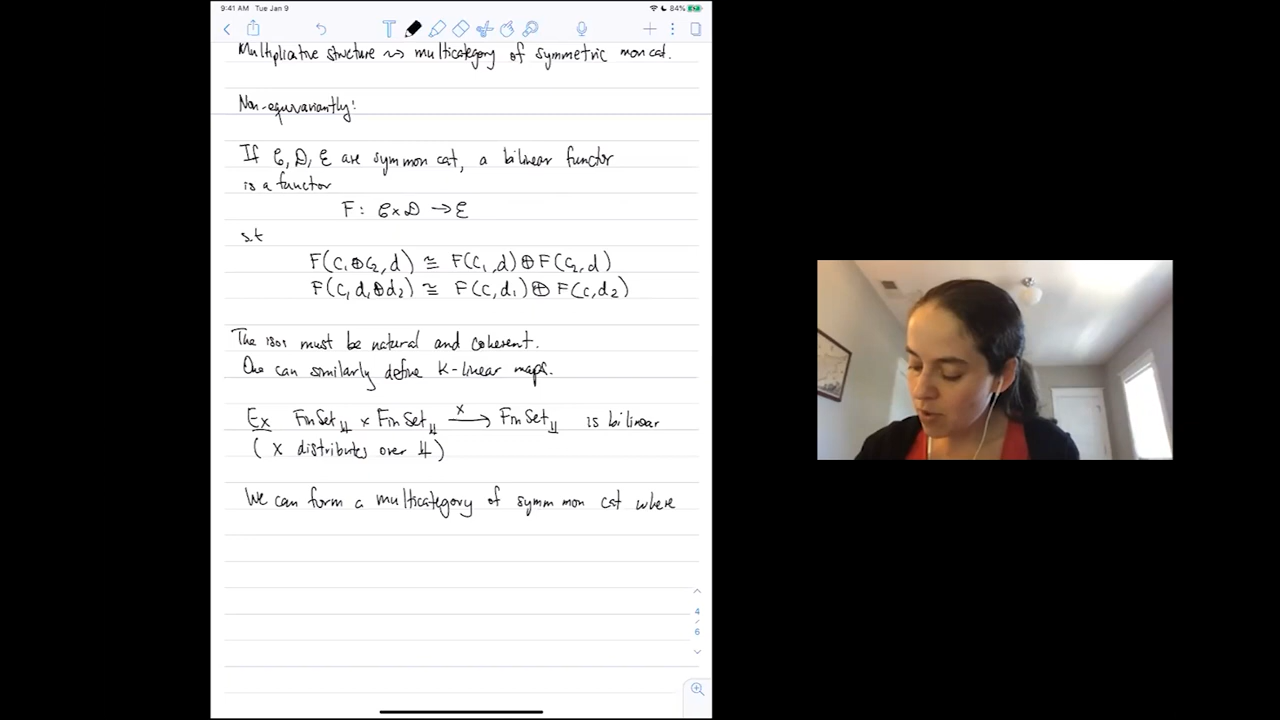 9:41 AM Tue Jan 9
84%
Multiplicative structure ⇝ multicategory of symmetric mon cat.
Non-equivariantly:
If C, D, E are sym mon cat, a bilinear functor
is a functor
F: C × D → E
st
F(c₁⊕c₂, d) ≅ F(c₁, d) ⊕ F(c₂, d)
F(c, d₁⊕d₂) ≅ F(c, d₁) ⊕ F(c, d₂)
The isos must be natural and coherent.
One can similarly define k-linear maps.
Ex FinSet⊔ × FinSet⊔ →^× FinSet⊔ is bilinear
(× distributes over ⊔)
We can form a multicategory of symm mon cat where
4
6